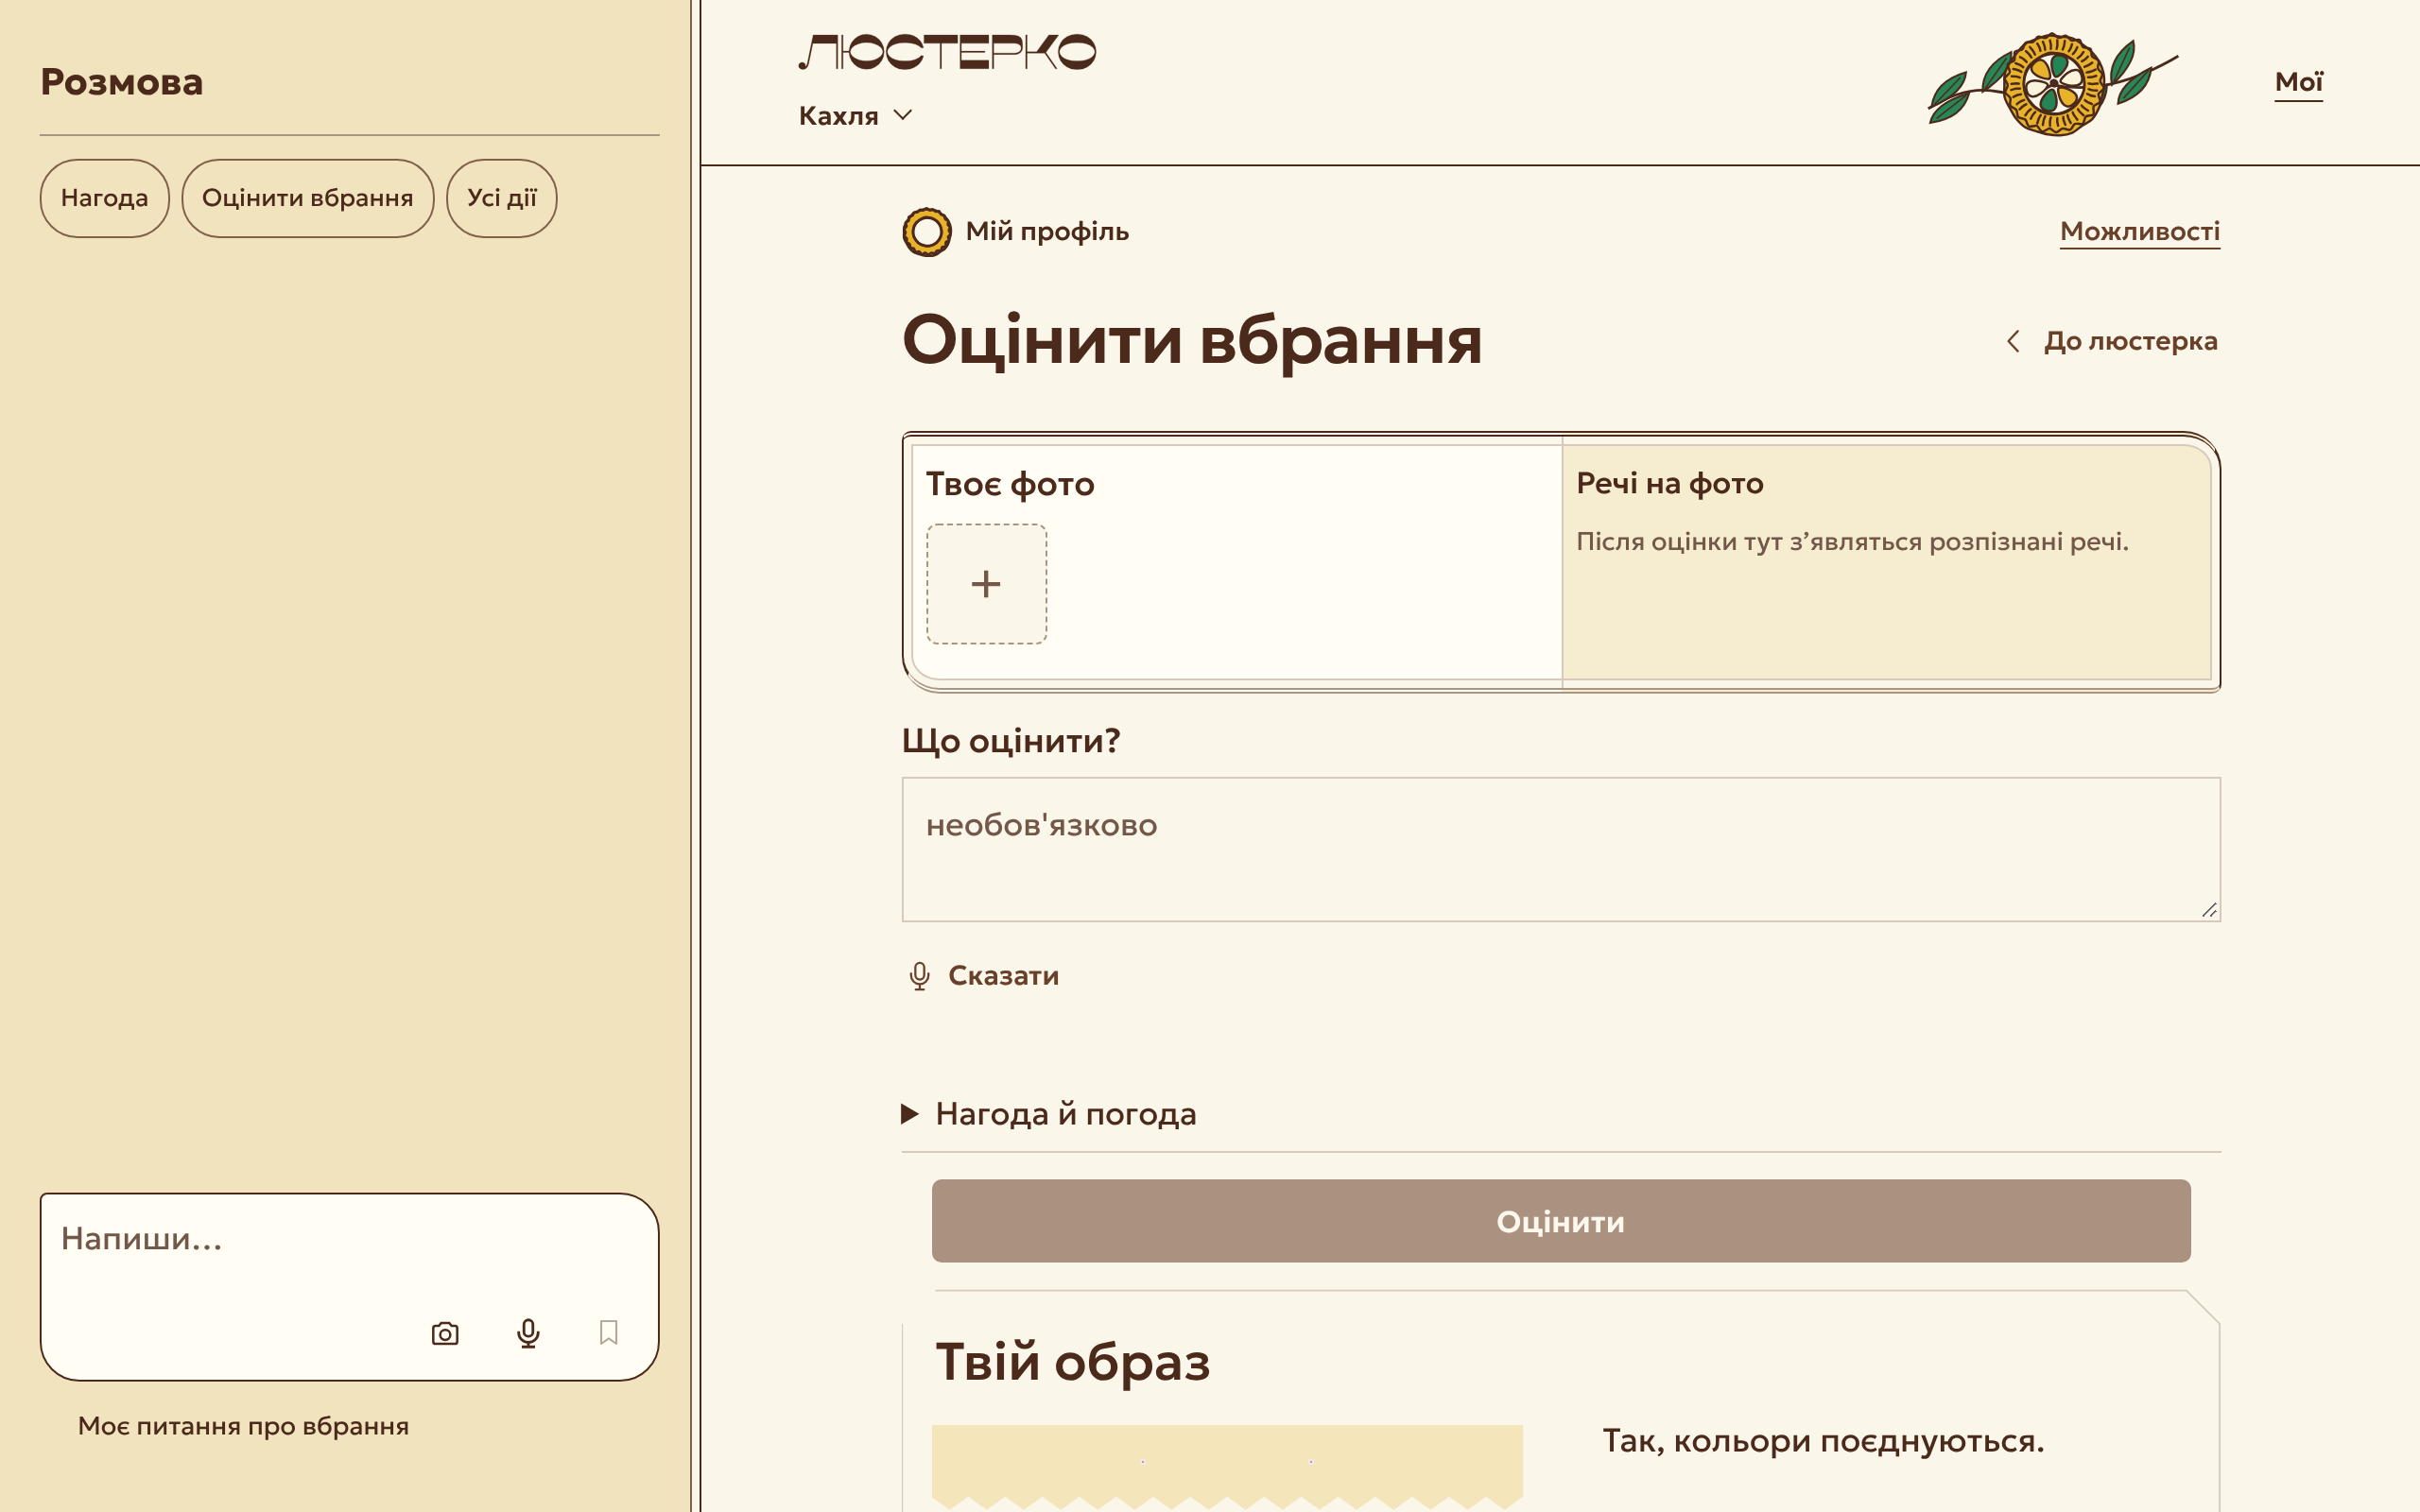 Розмова
Нагода
Оцінити вбрання
Усі дії
Напиши...
Моє питання про вбрання
ЛЮСТЕРКО
Кахля
Мої
Мій профіль
Можливості
Оцінити вбрання
До люстерка
Твоє фото
Речі на фото
Після оцінки тут з’являться розпізнані речі.
Що оцінити?
необов'язково
Сказати
Нагода й погода
Оцінити
Твій образ
Так, кольори поєднуються.